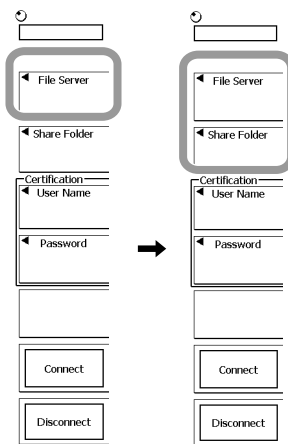 File Server
Share Folder
Certification
User Name
Password
Connect
Disconnect
File Server
Share Folder
Certification
User Name
Password
Connect
Disconnect